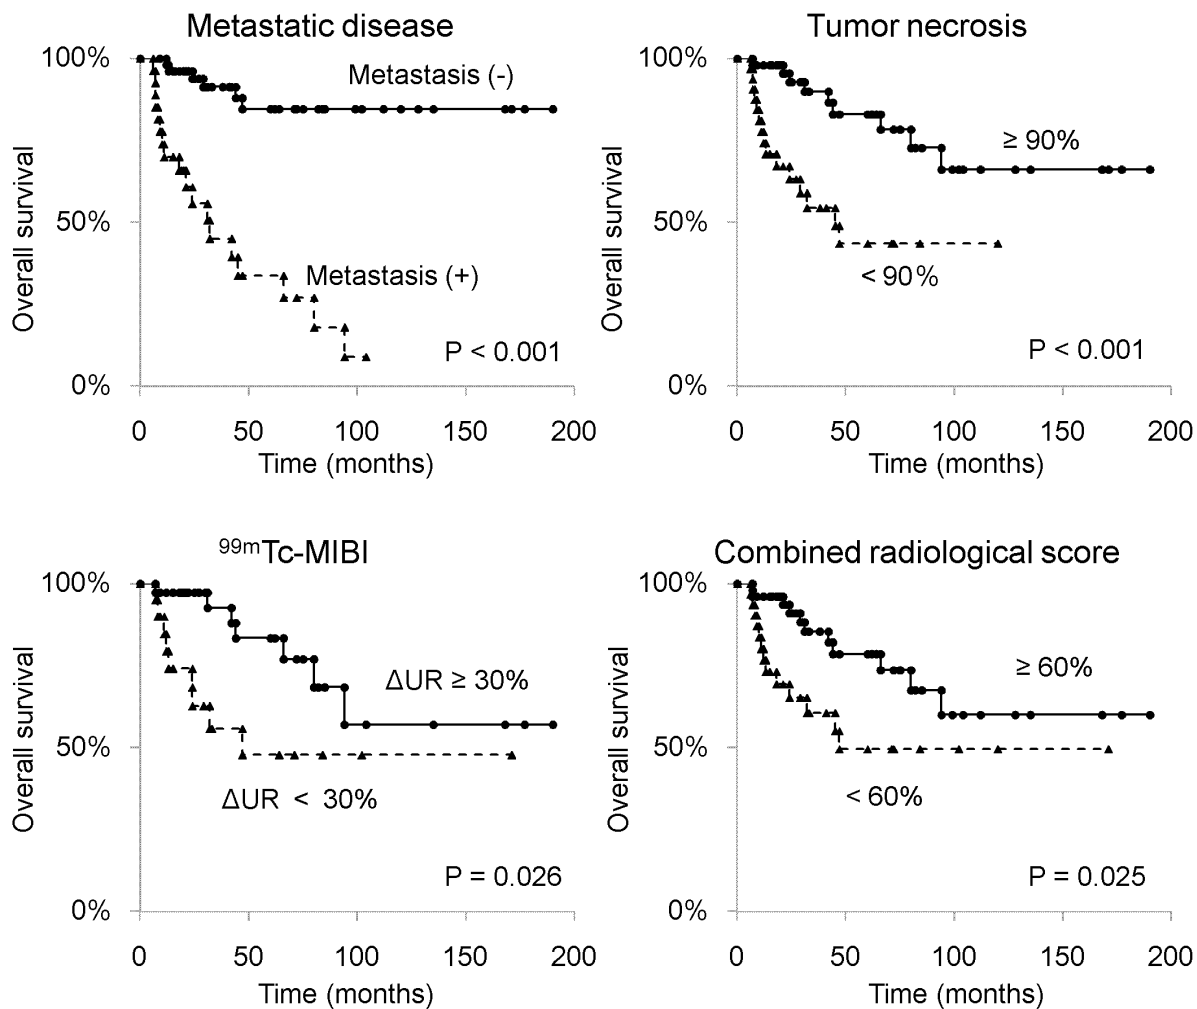 Metastatic disease
100%
50%
0%
Overall survival
Metastasis (-)
Metastasis (+)
P < 0.001
0 50 100 150 200
Time (months)
Tumor necrosis
100%
50%
0%
Overall survival
≥ 90%
< 90%
P < 0.001
0 50 100 150 200
Time (months)
99mTc-MIBI
100%
50%
0%
Overall survival
ΔUR ≥ 30%
ΔUR < 30%
P = 0.026
0 50 100 150 200
Time (months)
Combined radiological score
100%
50%
0%
Overall survival
≥ 60%
< 60%
P = 0.025
0 50 100 150 200
Time (months)